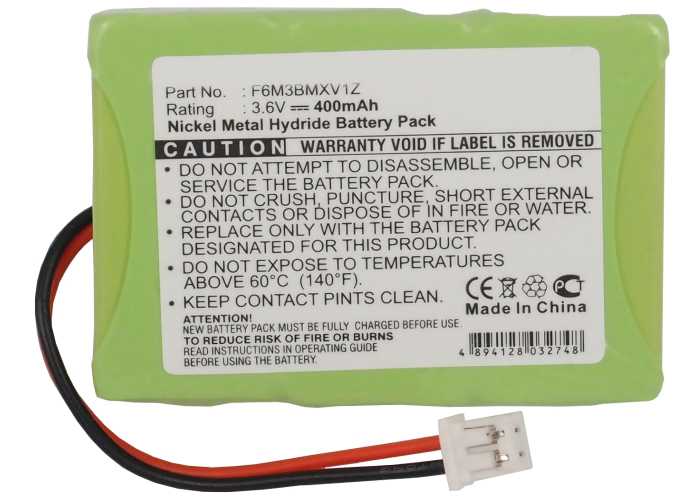 Part No. : F6M3BMXV1Z
Rating : 3.6V 400mAh
Nickel Metal Hydride Battery Pack
CAUTION WARRANTY VOID IF LABEL IS REMOVED
• DO NOT ATTEMPT TO DISASSEMBLE, OPEN OR
SERVICE THE BATTERY PACK.
• DO NOT CRUSH, PUNCTURE, SHORT EXTERNAL
CONTACTS OR DISPOSE OF IN FIRE OR WATER.
• REPLACE ONLY WITH THE BATTERY PACK
DESIGNATED FOR THIS PRODUCT.
• DO NOT EXPOSE TO TEMPERATURES
ABOVE 60°C (140°F).
• KEEP CONTACT PINTS CLEAN.
CE PCT
Made In China
ATTENTION!
NEW BATTERY PACK MUST BE FULLY CHARGED BEFORE USE.
TO REDUCE RISK OF FIRE OR BURNS
READ INSTRUCTIONS IN OPERATING GUIDE
BEFORE USING BATTERY.
4 894128 032748